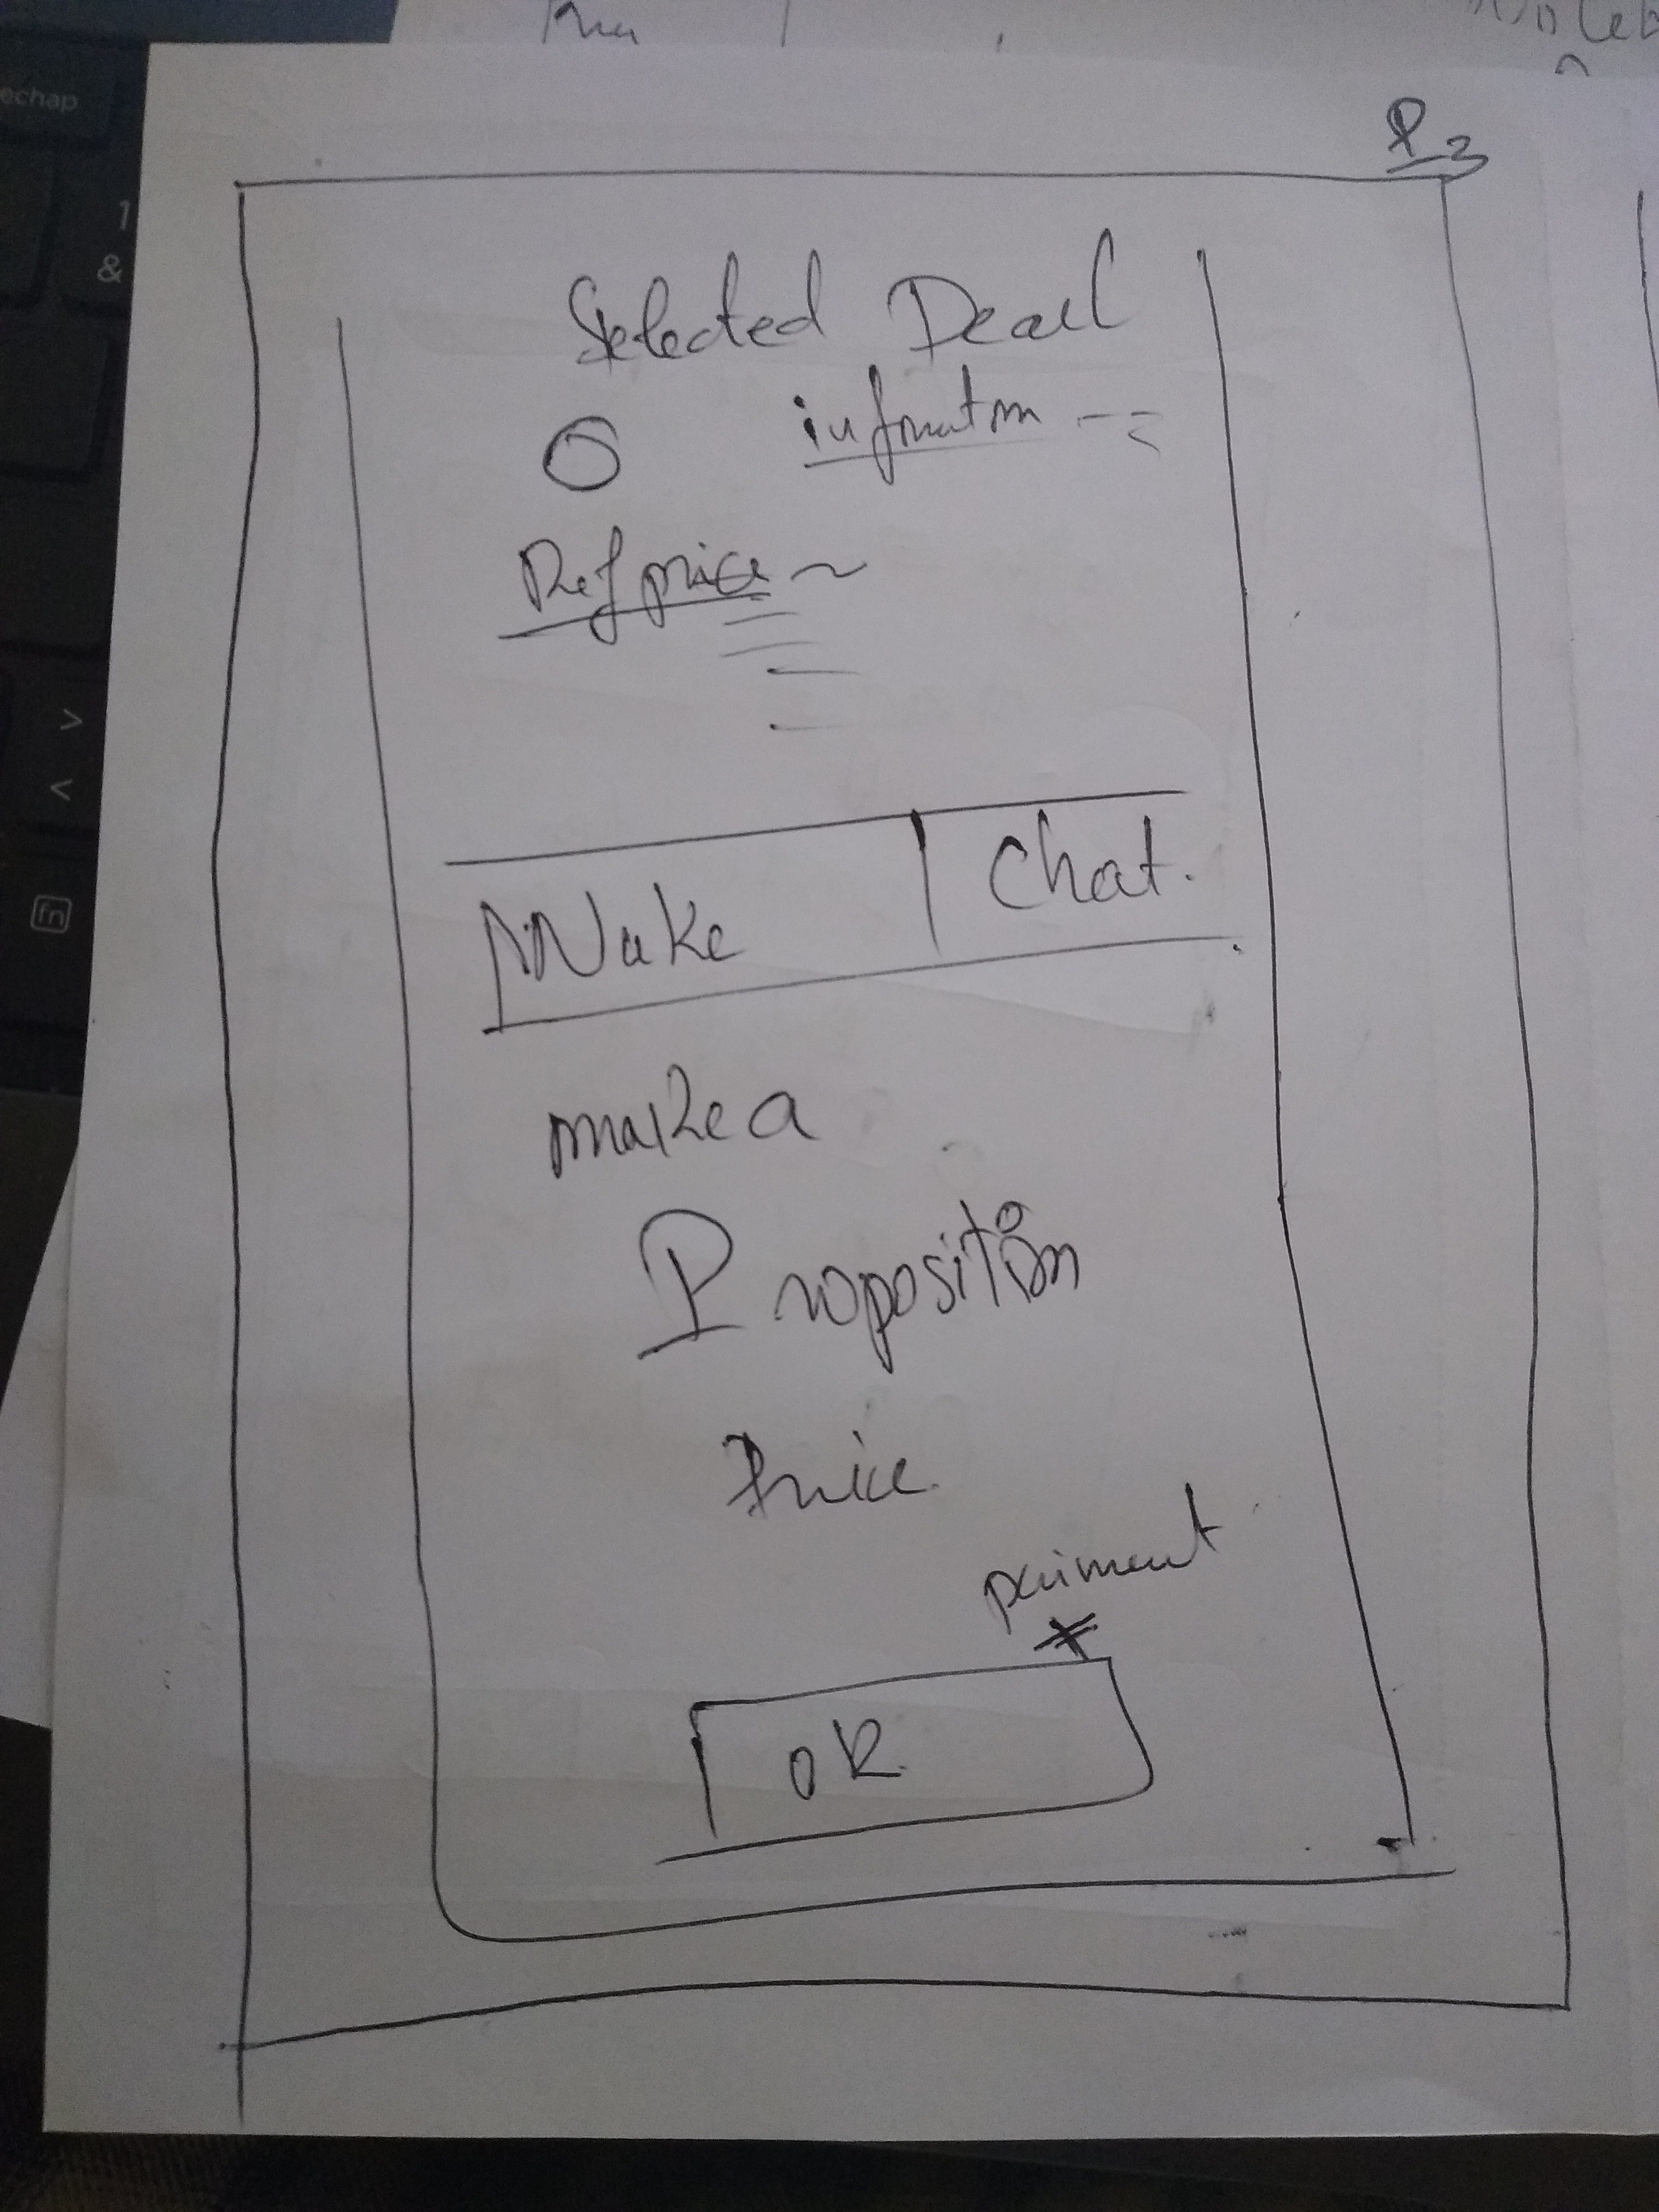 P3
Selected Deal
information
Ref price
Make
Chat.
make a
Proposition
Price
paiment
OK
echap
1
&
>
<
fn